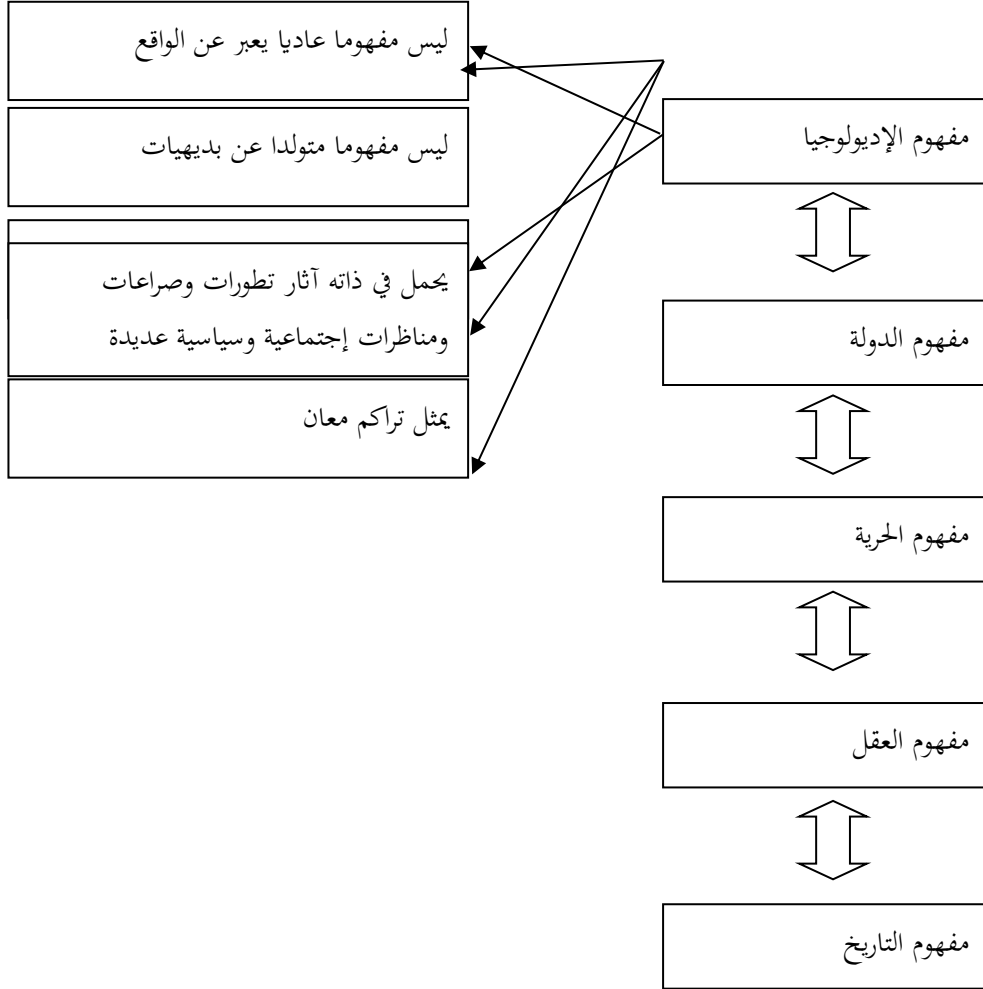 مفهوم الإديولوجيا
مفهوم الدولة
مفهوم الحرية
مفهوم العقل
مفهوم التاريخ
ليس مفهوما عاديا يعبر عن الواقع
ليس مفهوما متولدا عن بديهيات
يحمل في ذاته آثار تطورات وصراعات
ومناظرات إجتماعية وسياسية عديدة
يمثل تراكم معان